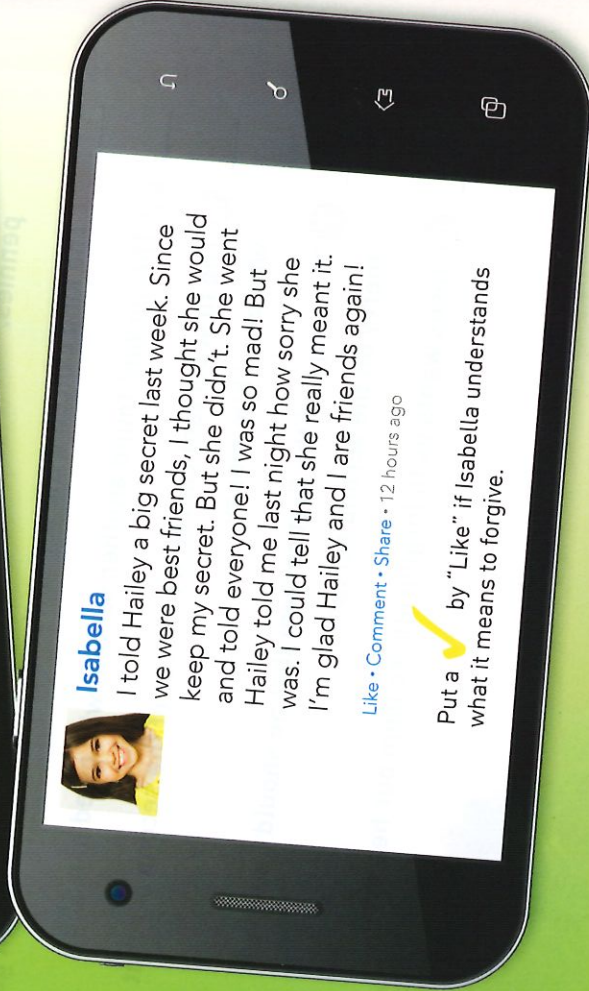 Isabella
I told Hailey a big secret last week. Since
we were best friends, I thought she would
keep my secret. But she didn't. She went
and told everyone! I was so mad! But
Hailey told me last night how sorry she
was. I could tell that she really meant it.
I'm glad Hailey and I are friends again!
Like • Comment • Share • 12 hours ago
Put a ✓ by “Like” if Isabella understands
what it means to forgive.